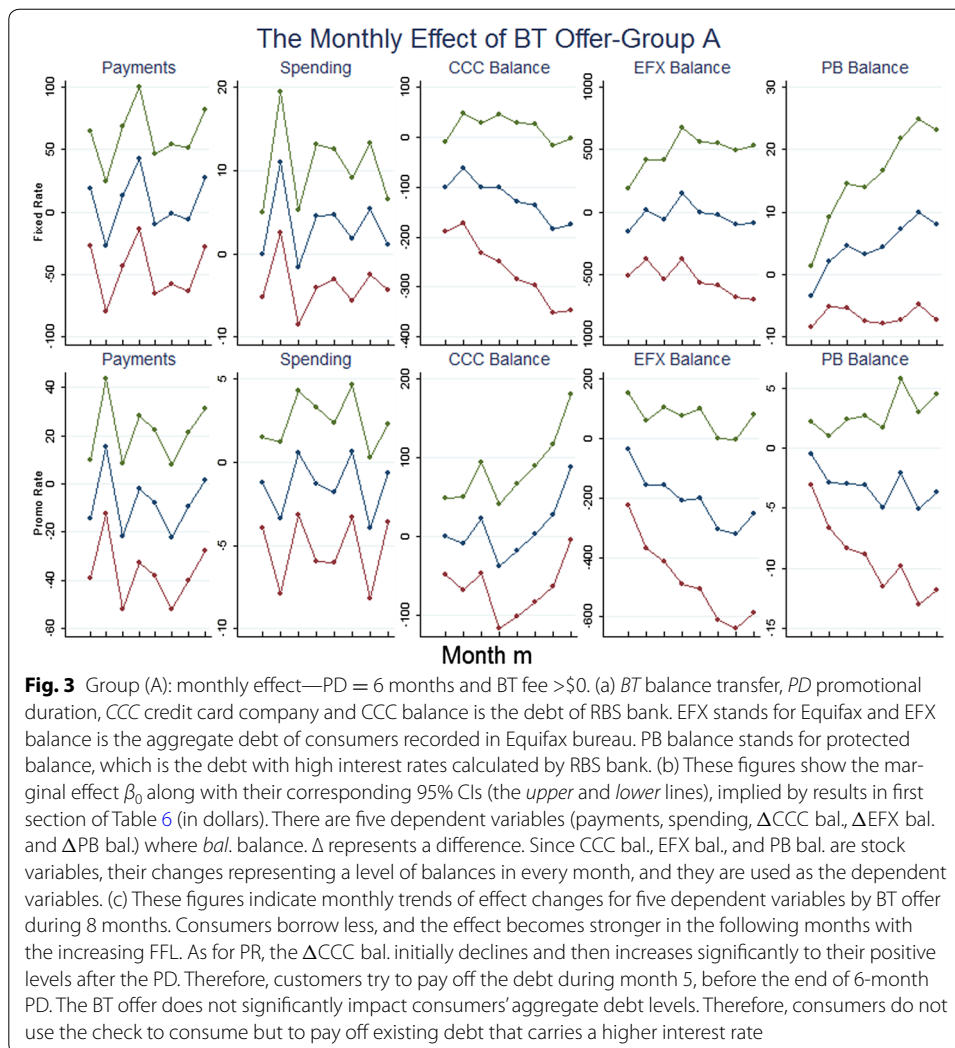 The Monthly Effect of BT Offer-Group A
Payments Spending CCC Balance EFX Balance PB Balance
Fixed Rate
-100 -50 0 50 100
-10 0 10 20
-400 -300 -200 -100 0 100
1000 500 0 500 1000
-10 0 10 20 30
Payments Spending CCC Balance EFX Balance PB Balance
Promo Rate
-60 -40 -20 0 20 40
-10 -5 0 5
-100 0 100 200
-600 -400 -200 0 200
-15 -10 -5 0 5
Month m
Fig. 3 Group (A): monthly effect—PD = 6 months and BT fee >$0. (a) BT balance transfer, PD promotional
duration, CCC credit card company and CCC balance is the debt of RBS bank. EFX stands for Equifax and EFX
balance is the aggregate debt of consumers recorded in Equifax bureau. PB balance stands for protected
balance, which is the debt with high interest rates calculated by RBS bank. (b) These figures show the mar-
ginal effect β0 along with their corresponding 95% CIs (the upper and lower lines), implied by results in first
section of Table 6 (in dollars). There are five dependent variables (payments, spending, ΔCCC bal., ΔEFX bal.
and ΔPB bal.) where bal. balance. Δ represents a difference. Since CCC bal., EFX bal., and PB bal. are stock
variables, their changes representing a level of balances in every month, and they are used as the dependent
variables. (c) These figures indicate monthly trends of effect changes for five dependent variables by BT offer
during 8 months. Consumers borrow less, and the effect becomes stronger in the following months with
the increasing FFL. As for PR, the ΔCCC bal. initially declines and then increases significantly to their positive
levels after the PD. Therefore, customers try to pay off the debt during month 5, before the end of 6-month
PD. The BT offer does not significantly impact consumers' aggregate debt levels. Therefore, consumers do not
use the check to consume but to pay off existing debt that carries a higher interest rate